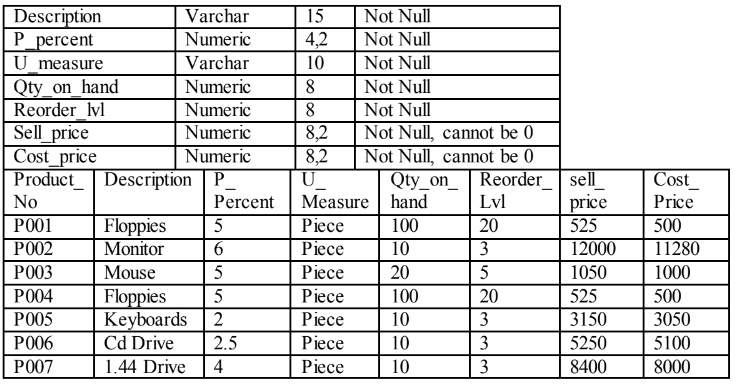 Description Varchar 15 Not Null
P_percent Numeric 4,2 Not Null
U_measure Varchar 10 Not Null
Qty_on_hand Numeric 8 Not Null
Reorder_lvl Numeric 8 Not Null
Sell_price Numeric 8,2 Not Null, cannot be 0
Cost_price Numeric 8,2 Not Null, cannot be 0
Product_ Description P_ U_ Qty_on_ Reorder_ sell_ Cost_
No Percent Measure hand Lvl price Price
P001 Floppies 5 Piece 100 20 525 500
P002 Monitor 6 Piece 10 3 12000 11280
P003 Mouse 5 Piece 20 5 1050 1000
P004 Floppies 5 Piece 100 20 525 500
P005 Keyboards 2 Piece 10 3 3150 3050
P006 Cd Drive 2.5 Piece 10 3 5250 5100
P007 1.44 Drive 4 Piece 10 3 8400 8000